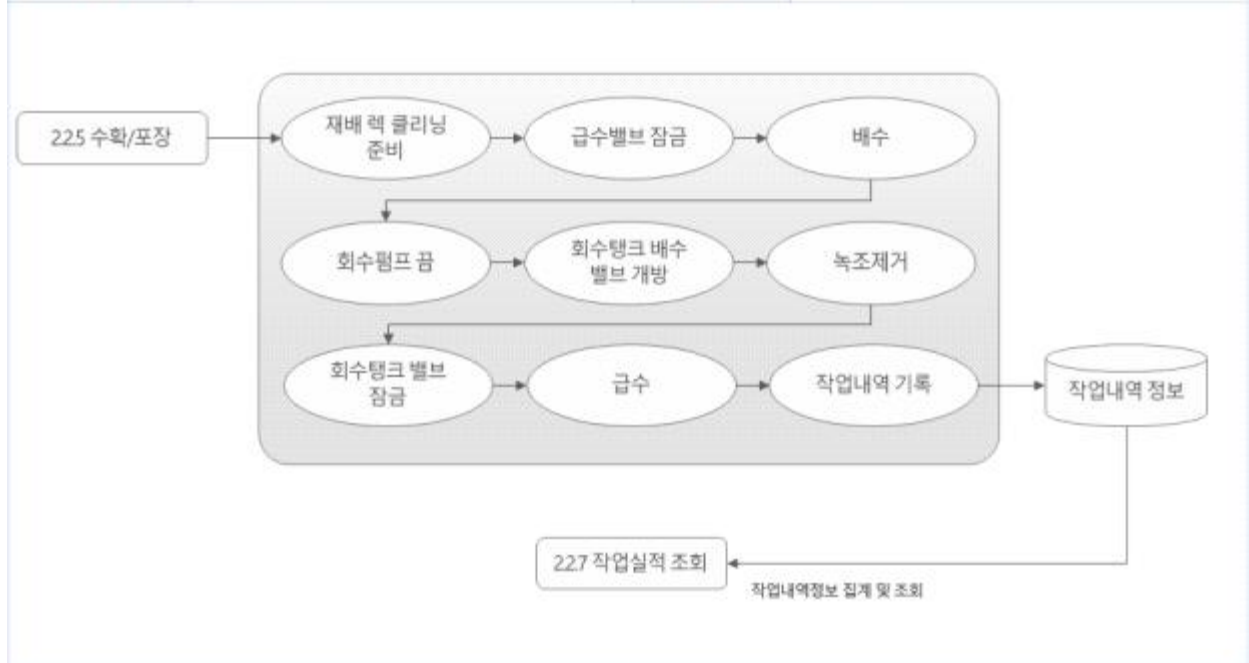 2.2.5 수확/포장
재배 렉 클리닝
준비
급수밸브 잠금
배수
회수펌프 끔
회수탱크 배수
밸브 개방
녹조제거
회수탱크 밸브
잠금
급수
작업내역 기록
작업내역 정보
2.2.7 작업실적 조회
작업내역정보 집계 및 조회